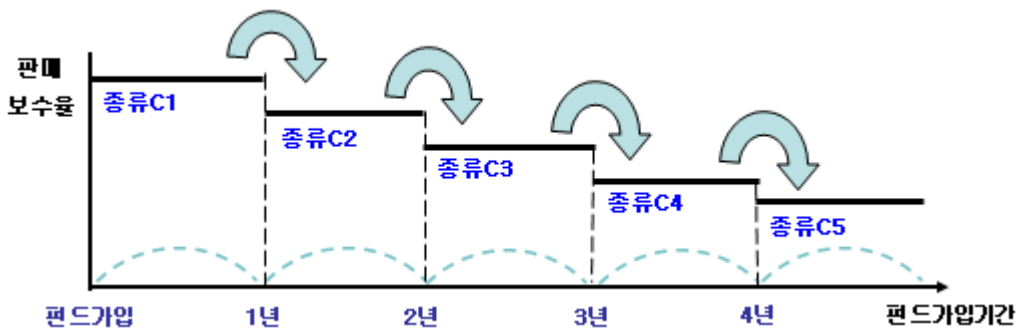 판매
보수율
종류C1
종류C2
종류C3
종류C4
종류C5
펀드가입
1년
2년
3년
4년
펀드가입기간